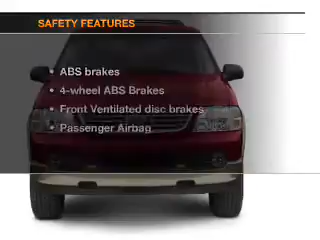 SAFETY FEATURES
• ABS brakes
• 4-wheel ABS Brakes
• Front Ventilated disc brakes
• Passenger Airbag